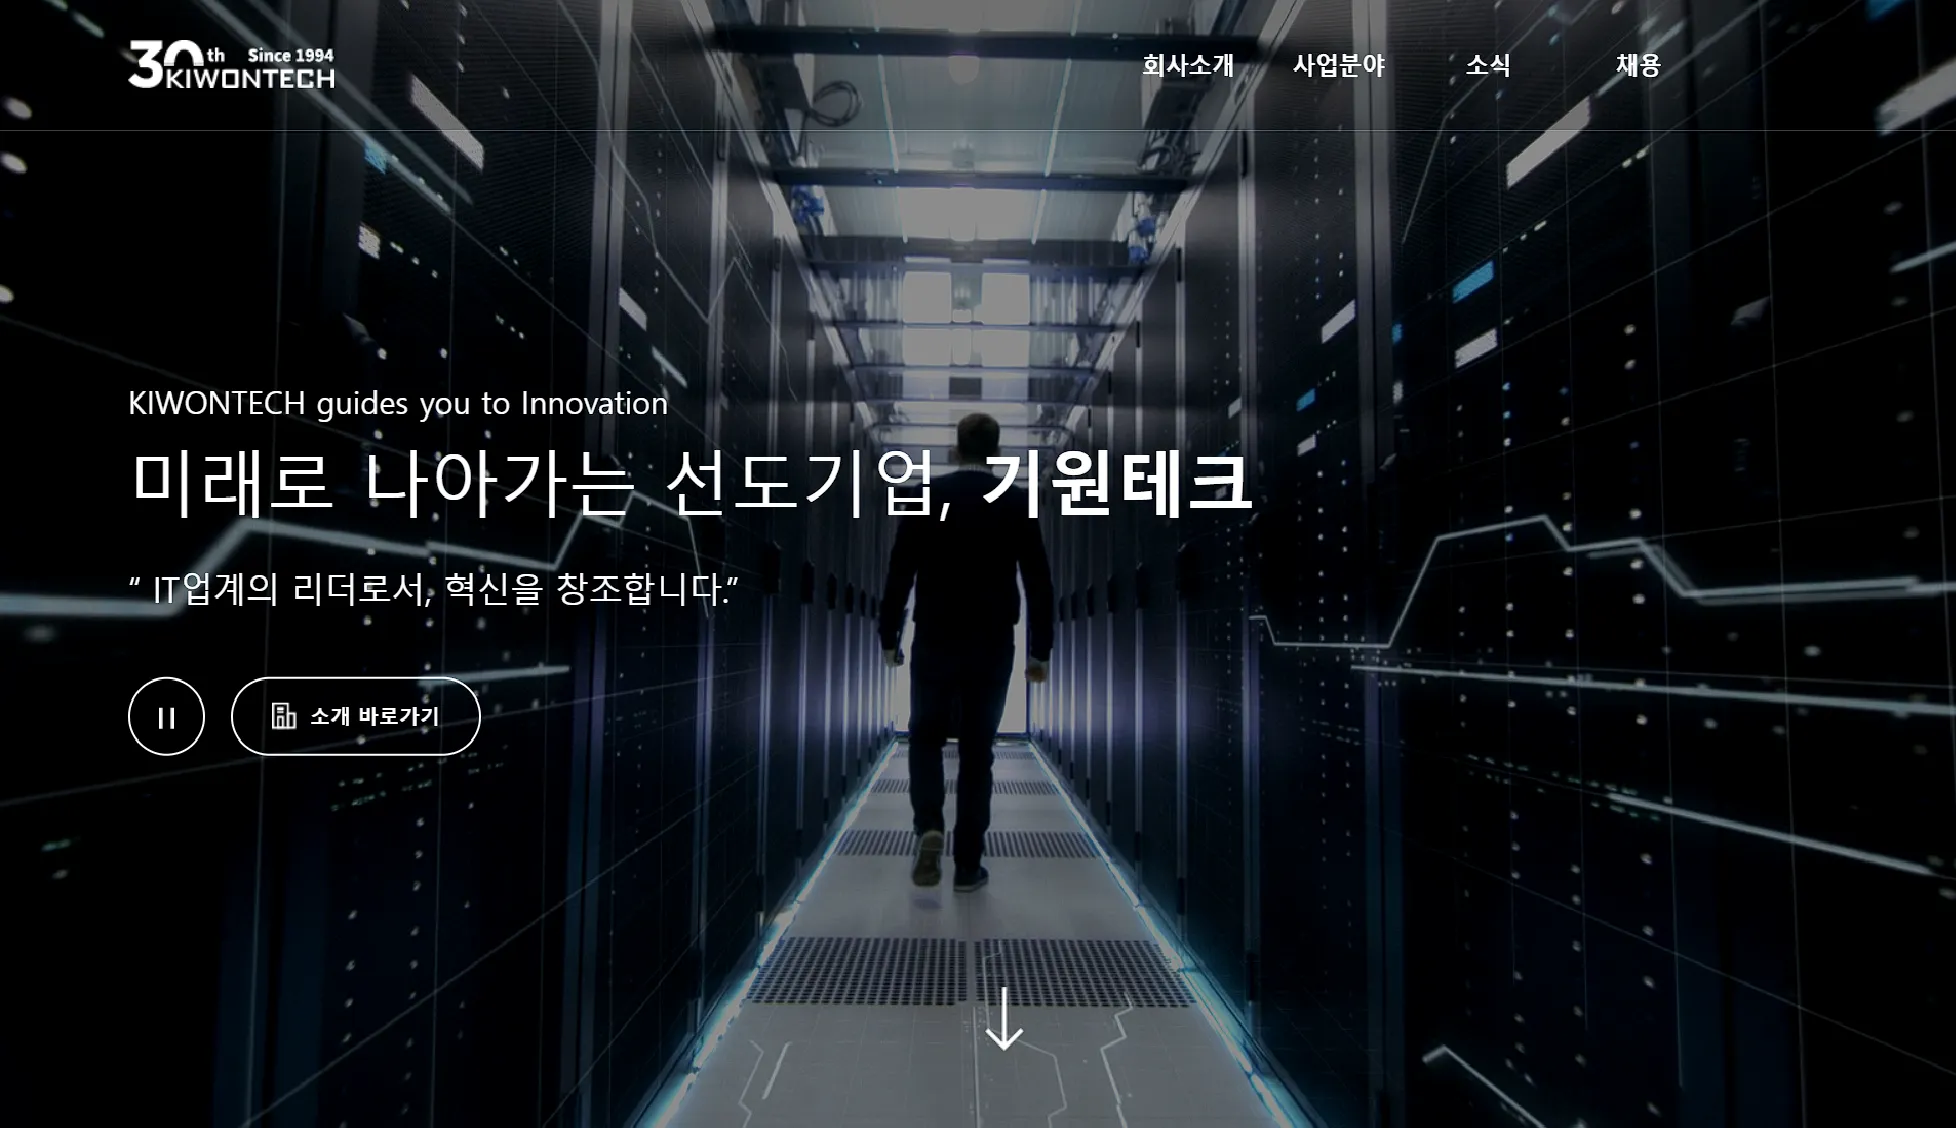 30th Since 1994
KIWONTECH
회사소개 사업분야 소식 채용
KIWONTECH guides you to Innovation
미래로 나아가는 선도기업, 기원테크
“ IT업계의 리더로서, 혁신을 창조합니다.”
소개 바로가기